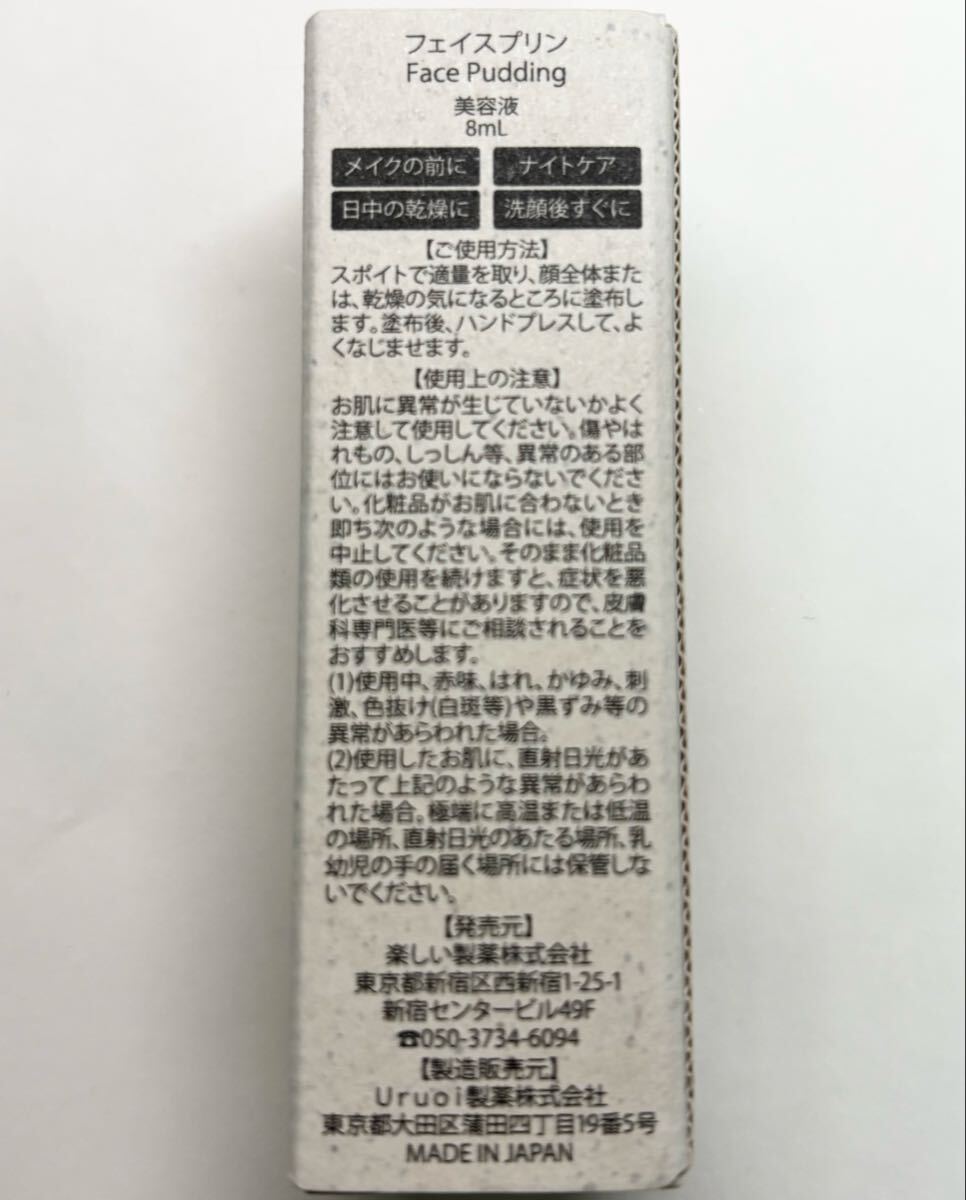 フェイスプリン
Face Pudding
美容液
8mL
メイクの前に ナイトケア
日中の乾燥に 洗顔後すぐに
【ご使用方法】
スポイトで適量を取り、顔全体また
は、乾燥の気になるところに塗布し
ます。塗布後、ハンドプレスして、よ
くなじませます。
【使用上の注意】
お肌に異常が生じていないかよく
注意して使用してください。傷やは
れもの、しっしん等、異常のある部
位にはお使いにならないでくださ
い。化粧品がお肌に合わないとき
即ち次のような場合には、使用を
中止してください。そのまま化粧品
類の使用を続けますと、症状を悪
化させることがありますので、皮膚
科専門医等にご相談されることを
おすすめします。
(1)使用中、赤味、はれ、かゆみ、刺
激、色抜け(白斑等)や黒ずみ等の
異常があらわれた場合。
(2)使用したお肌に、直射日光があ
たって上記のような異常があらわ
れた場合。極端に高温または低温
の場所、直射日光のあたる場所、乳
幼児の手の届く場所には保管しな
いでください。
【発売元】
楽しい製薬株式会社
東京都新宿区西新宿1-25-1
新宿センタービル49F
☎050-3734-6094
【製造販売元】
Uruoi製薬株式会社
東京都大田区蒲田四丁目19番5号
MADE IN JAPAN